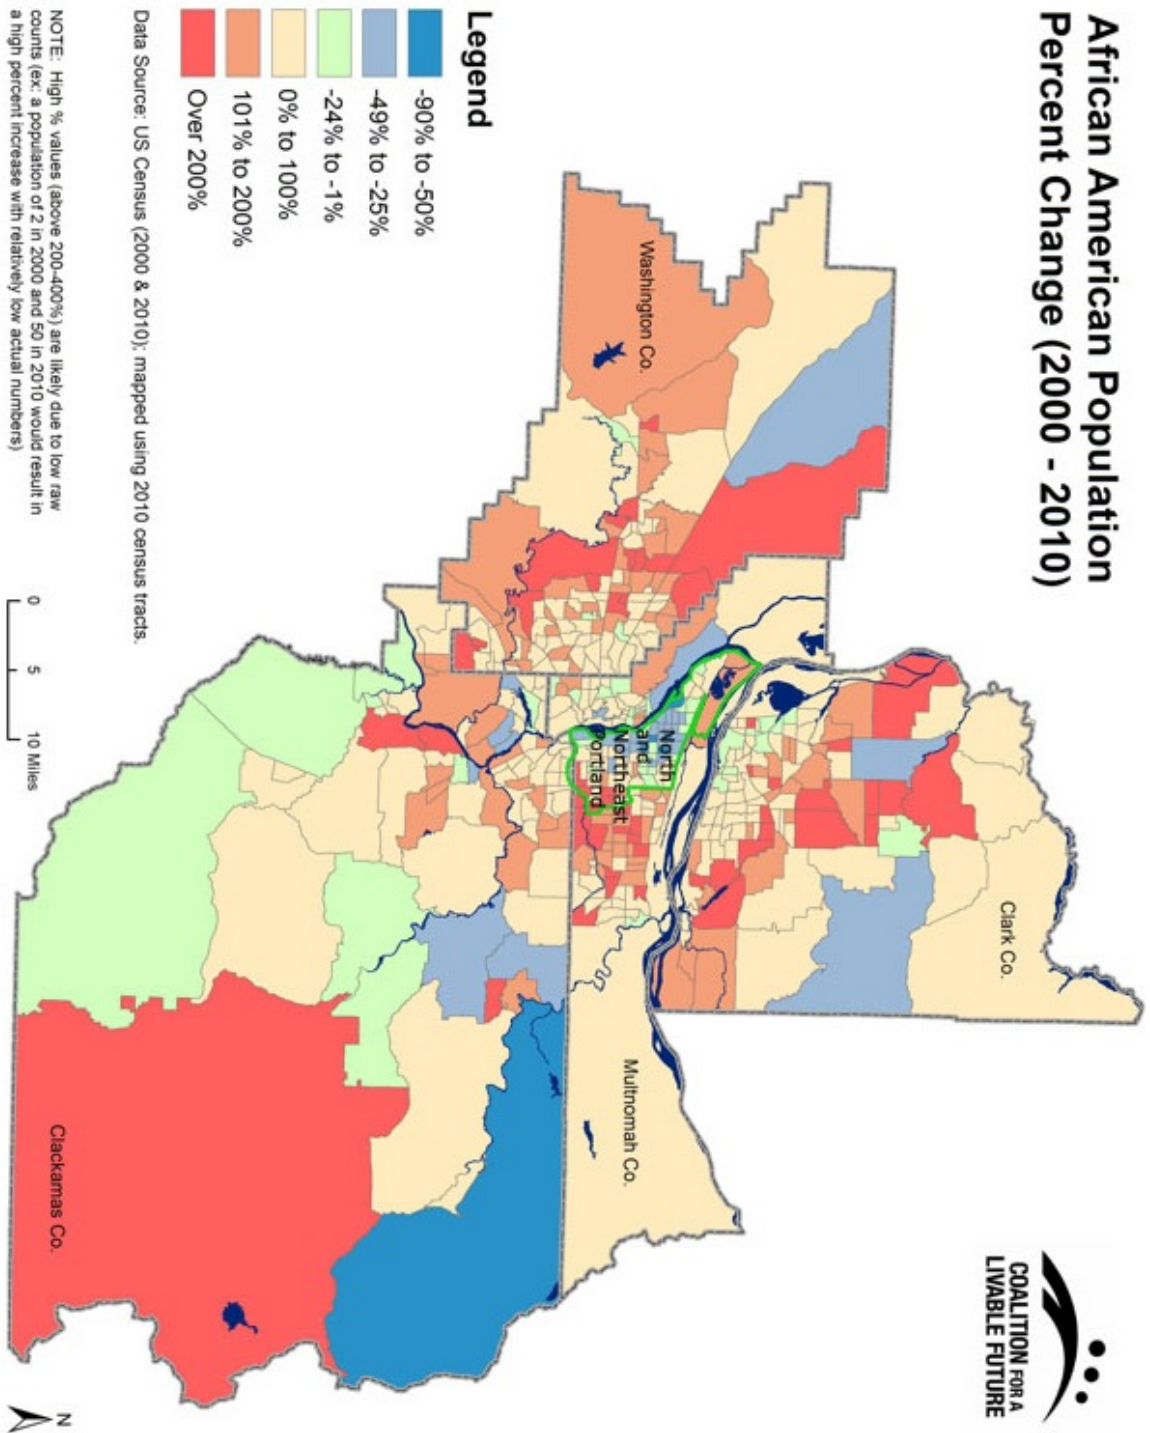 African American Population
Percent Change (2000 - 2010)
COALITION FOR A
LIVABLE FUTURE
Clark Co.
Washington Co.
North
and
Northeast
Portland
Multnomah Co.
Clackamas Co.
Legend
-90% to -50%
-49% to -25%
-24% to -1%
0% to 100%
101% to 200%
Over 200%
Data Source: US Census (2000 & 2010); mapped using 2010 census tracts.
NOTE: High % values (above 200-400%) are likely due to low raw
counts (ex: a population of 2 in 2000 and 50 in 2010 would result in
a high percent increase with relatively low actual numbers)
0 5 10 Miles
N